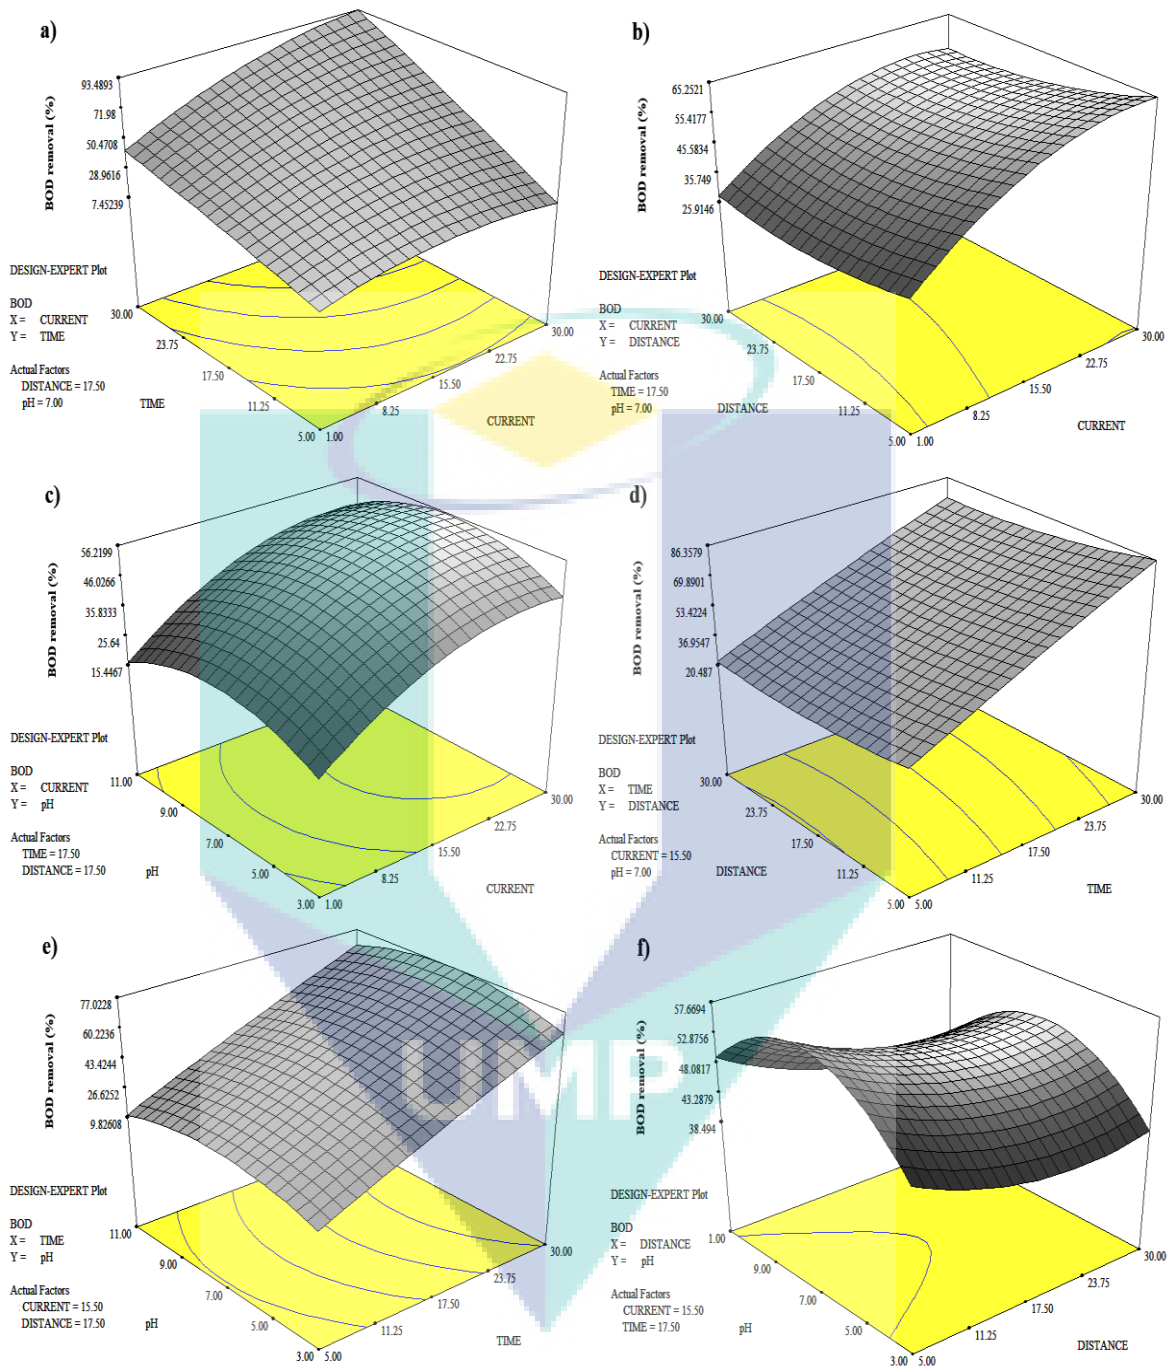 a)
93.4893
71.98
50.4708
28.9616
7.45239
BOD removal (%)
DESIGN-EXPERT Plot
BOD
X = CURRENT
Y = TIME
Actual Factors
DISTANCE = 17.50
pH = 7.00
30.00
23.75
17.50
11.25
5.00
TIME
1.00
8.25
15.50
22.75
30.00
CURRENT
b)
65.2521
55.4177
45.5834
35.749
25.9146
BOD removal (%)
DESIGN-EXPERT Plot
BOD
X = CURRENT
Y = DISTANCE
Actual Factors
TIME = 17.50
pH = 7.00
30.00
23.75
17.50
11.25
5.00
DISTANCE
1.00
8.25
15.50
22.75
30.00
CURRENT
c)
56.2199
46.0266
35.8333
25.64
15.4467
BOD removal (%)
DESIGN-EXPERT Plot
BOD
X = CURRENT
Y = pH
Actual Factors
TIME = 17.50
DISTANCE = 17.50
11.00
9.00
7.00
5.00
3.00
pH
1.00
8.25
15.50
22.75
30.00
CURRENT
d)
86.3579
69.8901
53.4224
36.9547
20.487
BOD removal (%)
DESIGN-EXPERT Plot
BOD
X = TIME
Y = DISTANCE
Actual Factors
CURRENT = 15.50
pH = 7.00
30.00
23.75
17.50
11.25
5.00
DISTANCE
5.00
11.25
17.50
23.75
30.00
TIME
e)
77.0228
60.2236
43.4244
26.6252
9.82608
BOD removal (%)
DESIGN-EXPERT Plot
BOD
X = TIME
Y = pH
Actual Factors
CURRENT = 15.50
DISTANCE = 17.50
11.00
9.00
7.00
5.00
3.00
pH
5.00
11.25
17.50
23.75
30.00
TIME
f)
57.6694
52.8756
48.0817
43.2879
38.494
BOD removal (%)
DESIGN-EXPERT Plot
BOD
X = DISTANCE
Y = pH
Actual Factors
CURRENT = 15.50
TIME = 17.50
1.00
9.00
7.00
5.00
3.00
pH
5.00
11.25
17.50
23.75
30.00
DISTANCE
UMP